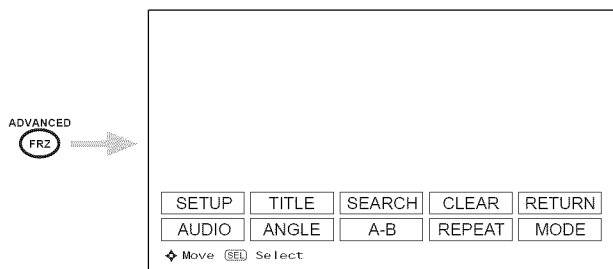 ADVANCED
FRZ
SETUP TITLE SEARCH CLEAR RETURN
AUDIO ANGLE A-B REPEAT MODE
Move SEL Select